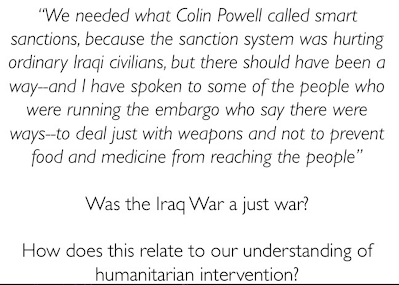 “We needed what Colin Powell called smart
sanctions, because the sanction system was hurting
ordinary Iraqi civilians, but there should have been a
way--and I have spoken to some of the people who
were running the embargo who say there were
ways--to deal just with weapons and not to prevent
food and medicine from reaching the people”
Was the Iraq War a just war?
How does this relate to our understanding of
humanitarian intervention?